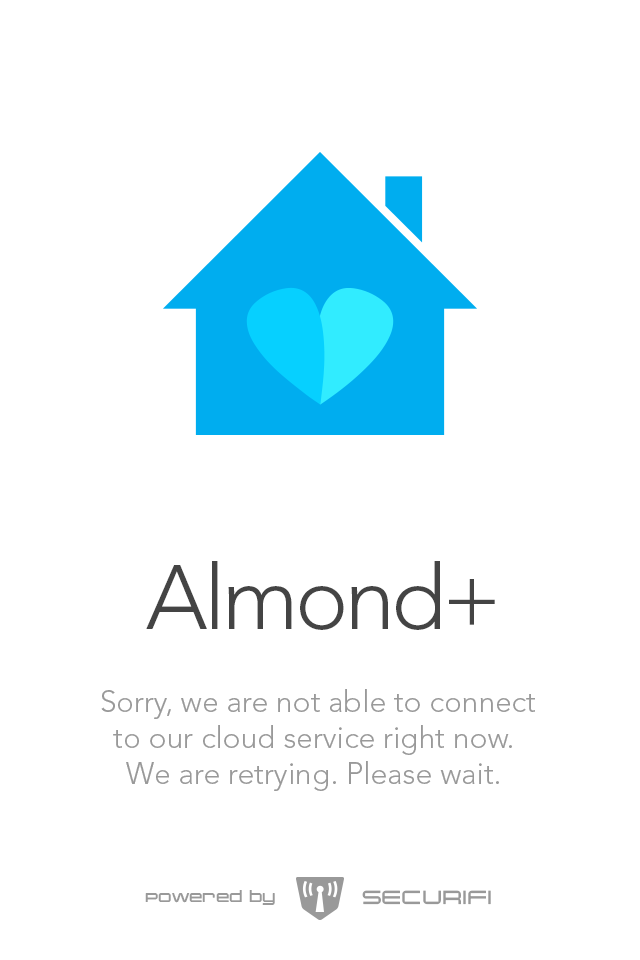 Almond+
Sorry, we are not able to connect
to our cloud service right now.
We are retrying. Please wait.
powered by SECURIFI